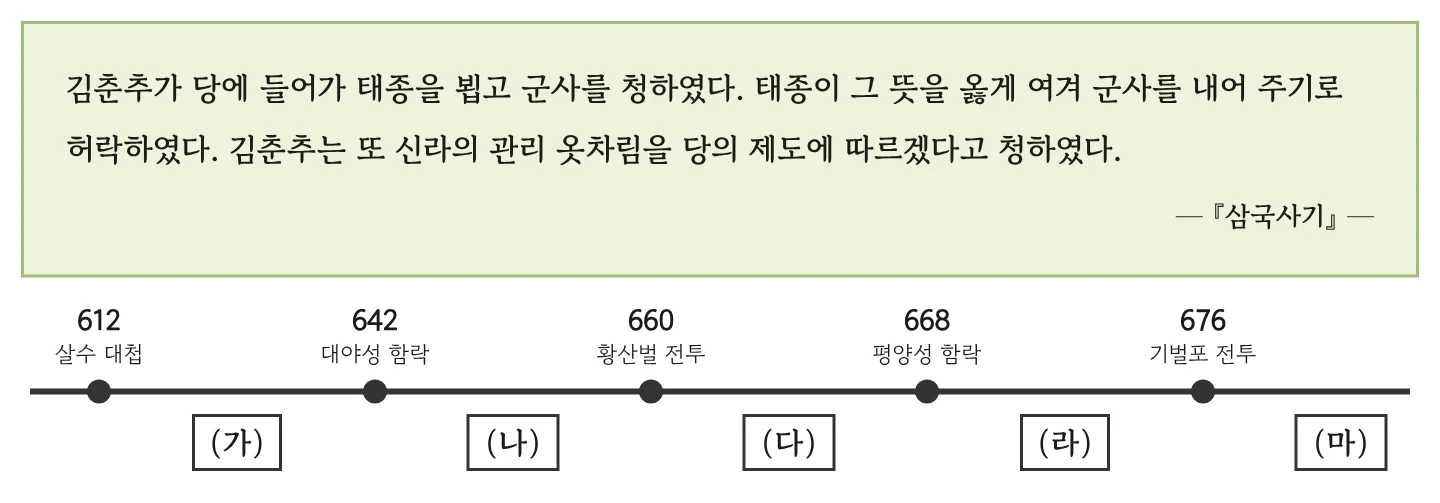 김춘추가 당에 들어가 태종을 뵙고 군사를 청하였다. 태종이 그 뜻을 옳게 여겨 군사를 내어 주기로
허락하였다. 김춘추는 또 신라의 관리 옷차림을 당의 제도에 따르겠다고 청하였다.
― 『삼국사기』 ―
612 642 660 668 676
살수 대첩 대야성 함락 황산벌 전투 평양성 함락 기벌포 전투
(가) (나) (다) (라) (마)